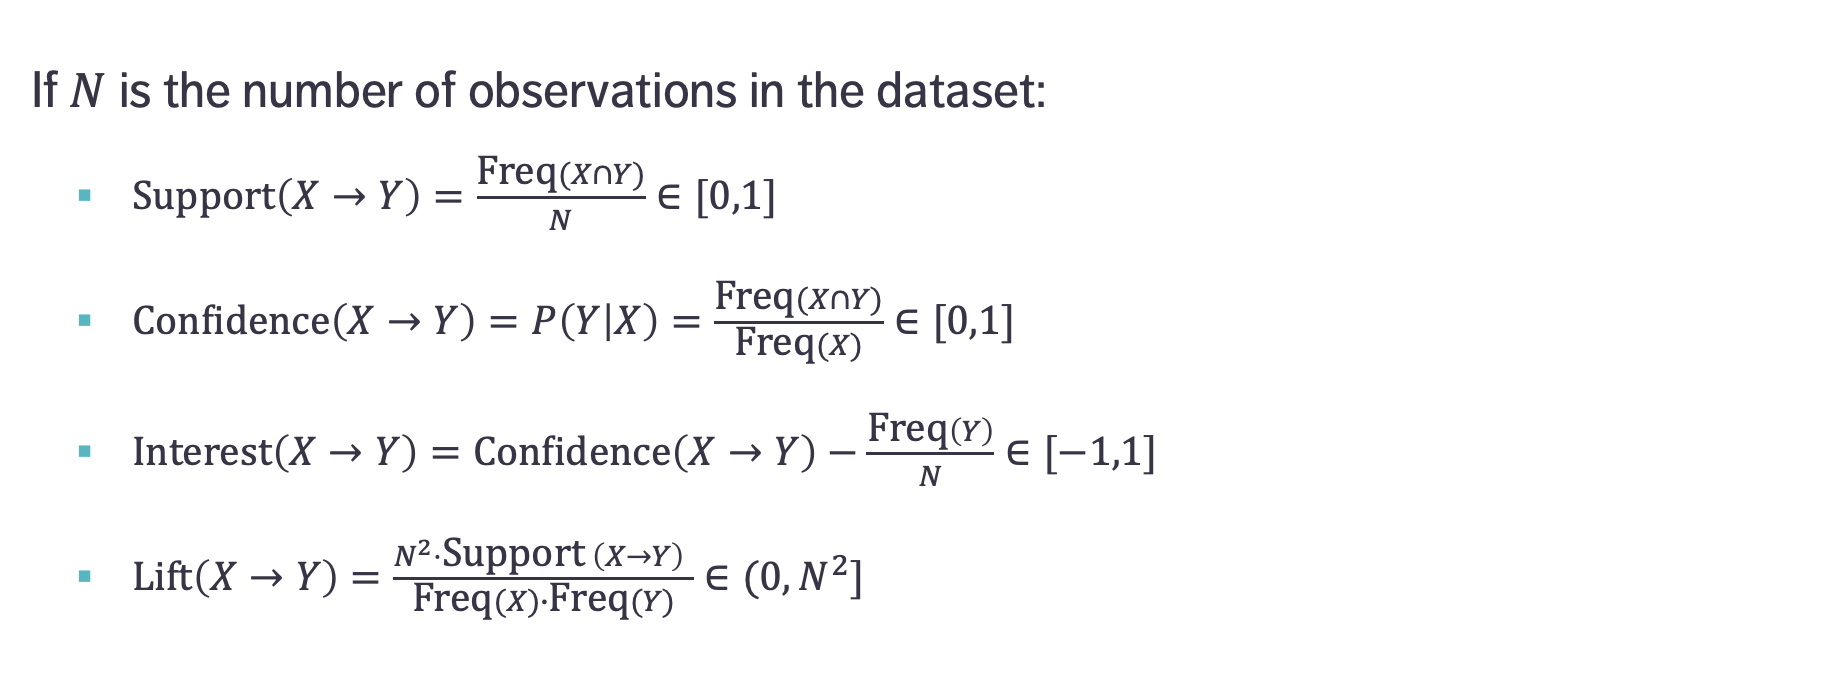 If N is the number of observations in the dataset:
▪ Support(X → Y) = Freq(X∩Y)/N ∈ [0,1]
▪ Confidence(X → Y) = P(Y|X) = Freq(X∩Y)/Freq(X) ∈ [0,1]
▪ Interest(X → Y) = Confidence(X → Y) − Freq(Y)/N ∈ [−1,1]
▪ Lift(X → Y) = N²·Support (X→Y)/Freq(X)·Freq(Y) ∈ (0, N²]